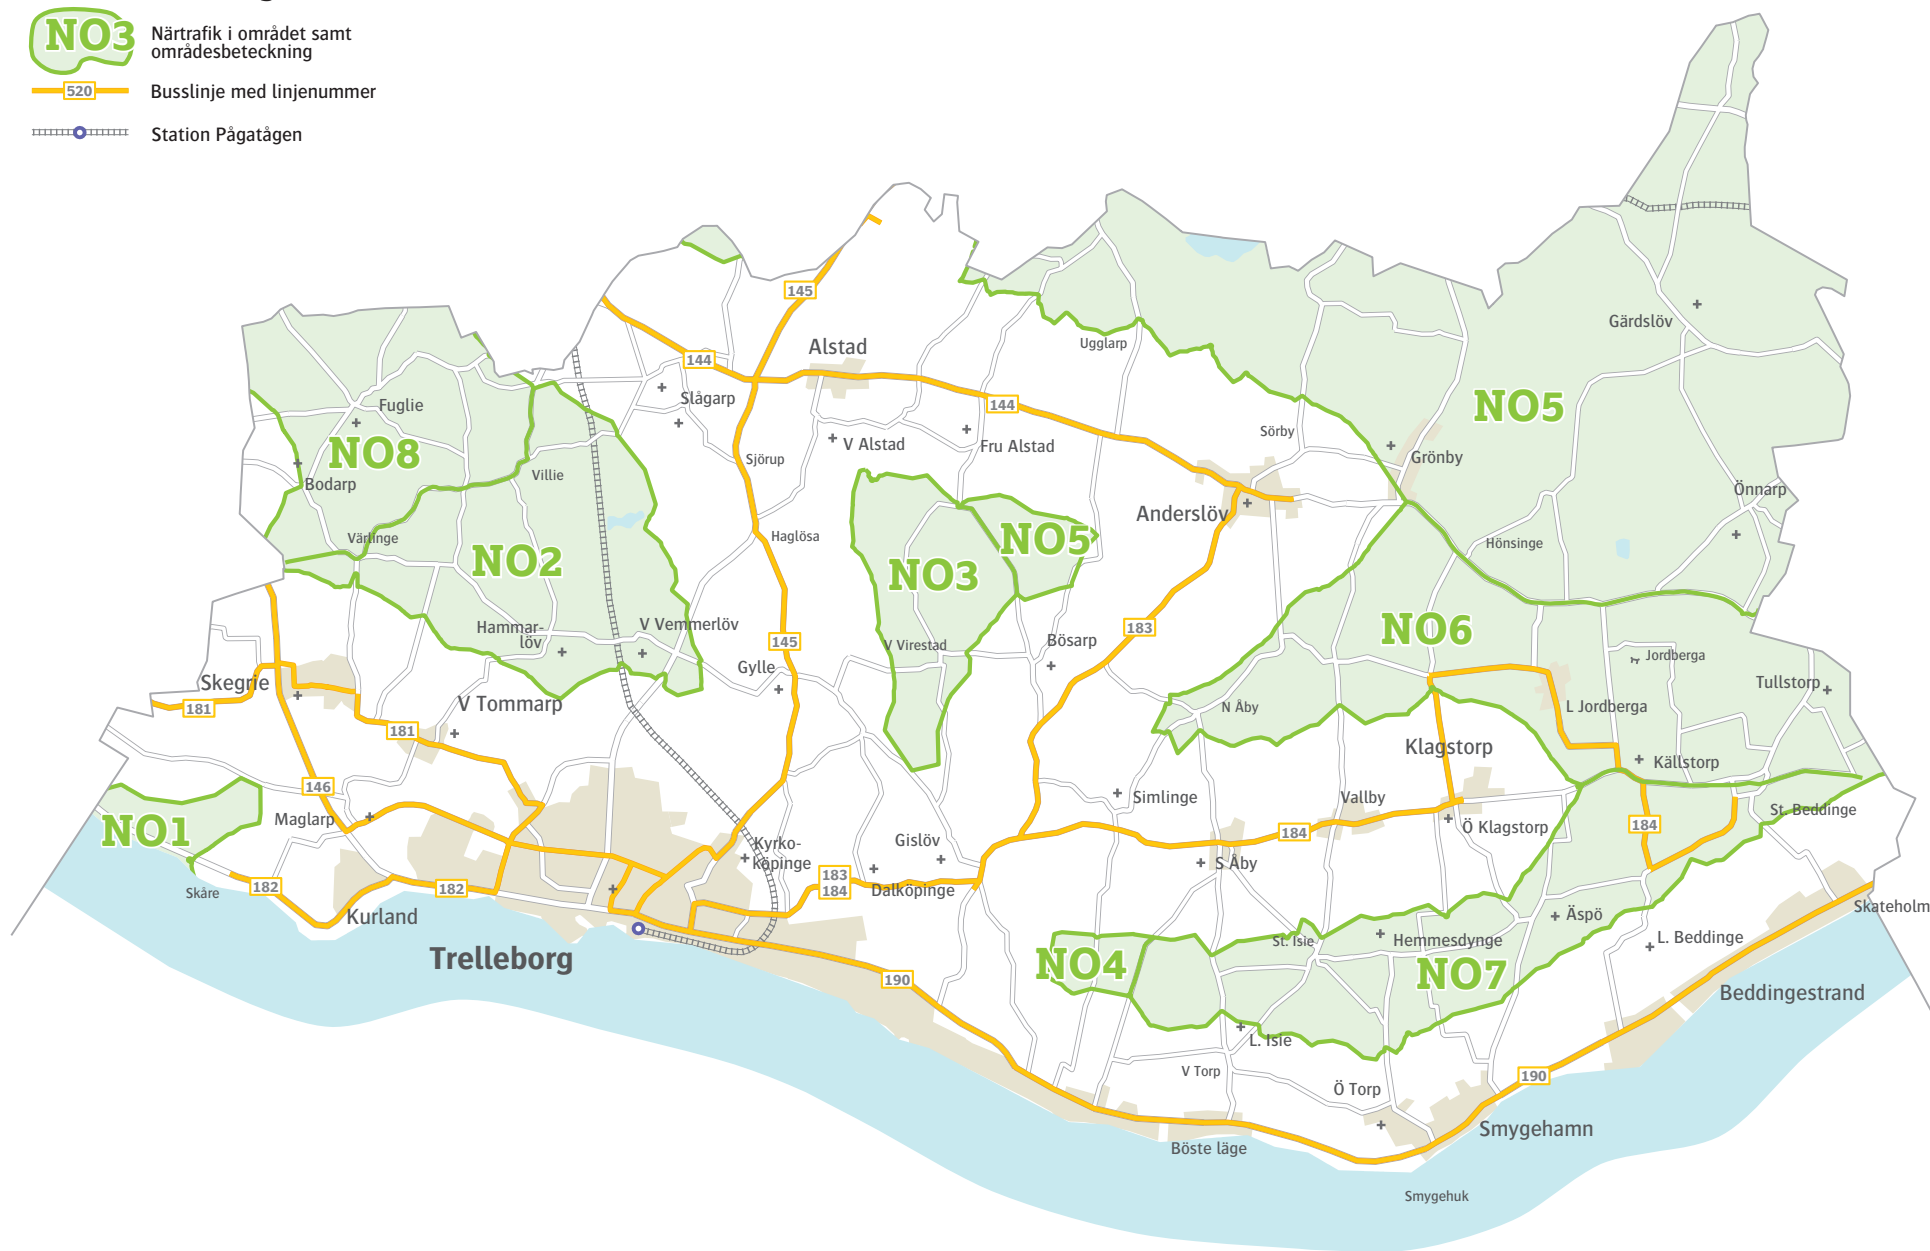 NO3
Närtrafik i området samt
områdesbeteckning
520
Busslinje med linjenummer
Station Pågatågen
145
Gärdslöv
Ugglarp
Alstad
144
Slågarp
NO5
144
Fuglie
NO8
V Alstad
Fru Alstad
Sörby
Grönby
Sjörup
Villie
Bodarp
Önnarp
Anderslöv
Värlinge
Haglösa
NO5
Hönsinge
NO2
NO3
183
NO6
Hammar-
löv
V Vemmerlöv
145
V Virestad
Bösarp
Jordberga
Gylle
Tullstorp
Skegrie
181
V Tommarp
N Åby
L Jordberga
181
Klagstorp
Källstorp
146
Simlinge
Vallby
St. Beddinge
Maglarp
NO1
184
184
Ö Klagstorp
Kyrko-
köpinge
Gislöv
S Åby
183
184
Dalköpinge
182
182
Skåre
Kurland
Skateholm
Äspö
St. Isie
Hemmesdynge
L. Beddinge
Trelleborg
NO4
NO7
190
Beddingestrand
L. Isie
V Torp
190
Ö Torp
Smygehamn
Böste läge
Smygehuk